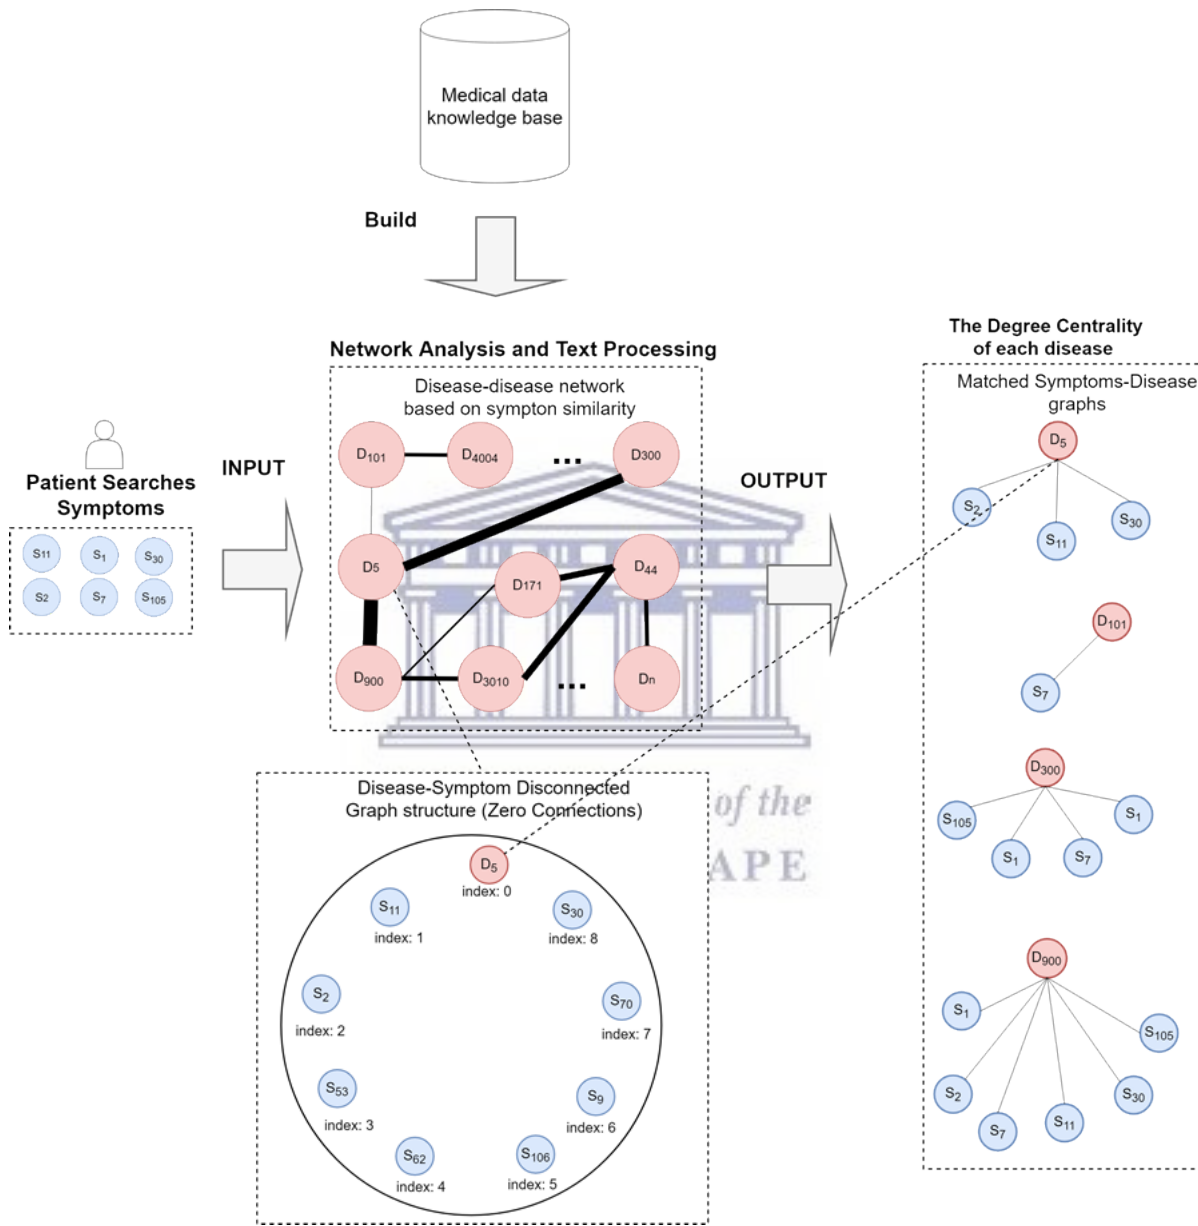 Medical data
knowledge base
Build
Network Analysis and Text Processing
Disease-disease network
based on sympton similarity
D101
D4004
...
D300
D5
D171
D44
D900
D3010
...
Dn
Patient Searches
Symptoms
S11
S1
S30
S2
S7
S105
INPUT
OUTPUT
Disease-Symptom Disconnected
Graph structure (Zero Connections)
D5
index: 0
S11
index: 1
S30
index: 8
S2
index: 2
S70
index: 7
S53
index: 3
S9
index: 6
S62
index: 4
S106
index: 5
of the
APE
The Degree Centrality
of each disease
Matched Symptoms-Disease
graphs
D5
S2
S11
S30
D101
S7
D300
S105
S1
S7
S1
D900
S1
S105
S2
S30
S7
S11